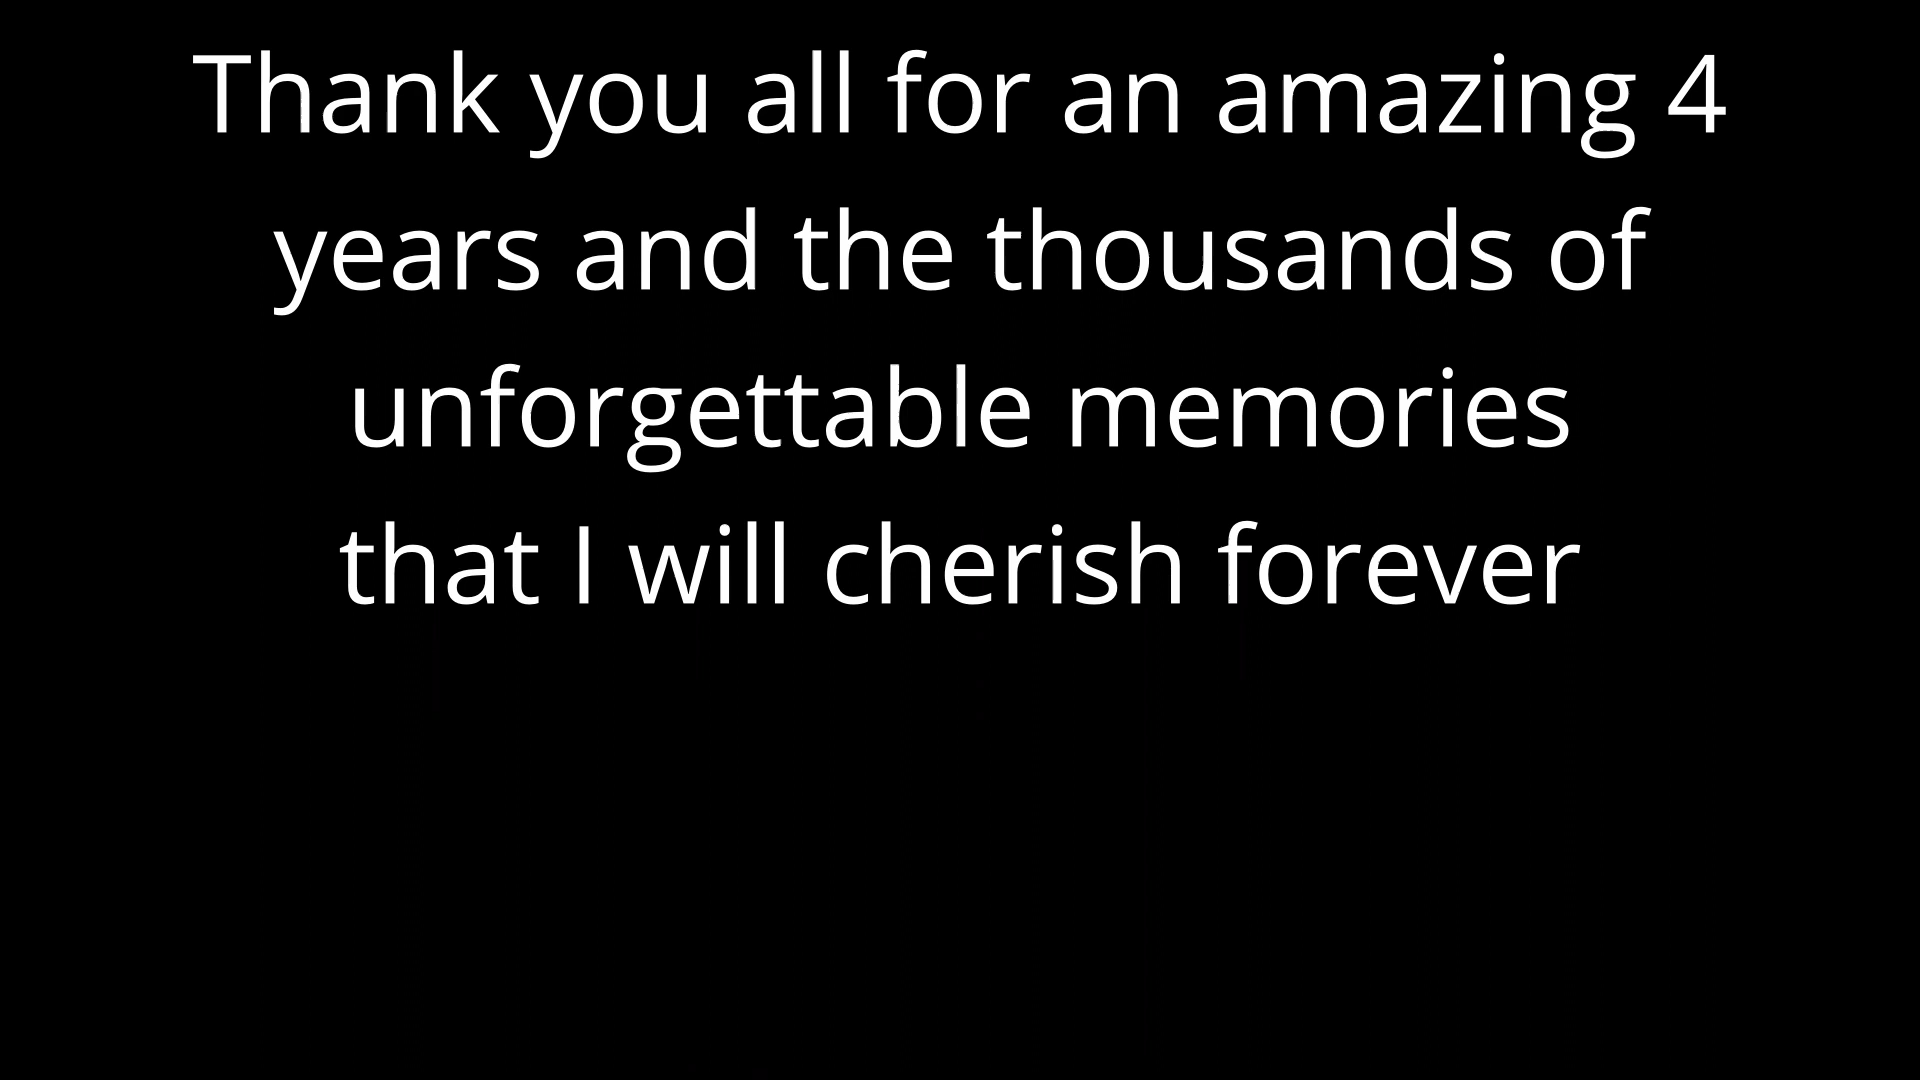 Thank you all for an amazing 4
years and the thousands of
unforgettable memories
that I will cherish forever